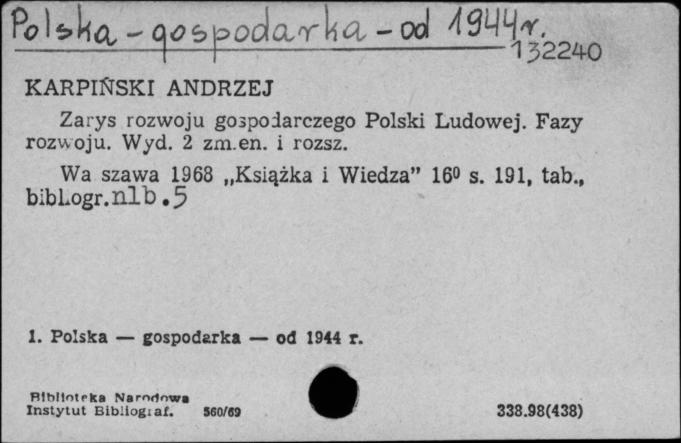 Polska - gospodarka - od 1944 r.
132240
KARPIŃSKI ANDRZEJ
Zarys rozwoju gospodarczego Polski Ludowej. Fazy
rozwoju. Wyd. 2 zm.en. i rozsz.
Wa szawa 1968 „Książka i Wiedza” 16⁰ s. 191, tab.,
bibLogr. nlb. 5
1. Polska — gospodarka — od 1944 r.
Biblioteka Narodowa
Instytut Bibliograf. 560/69
338.98(438)